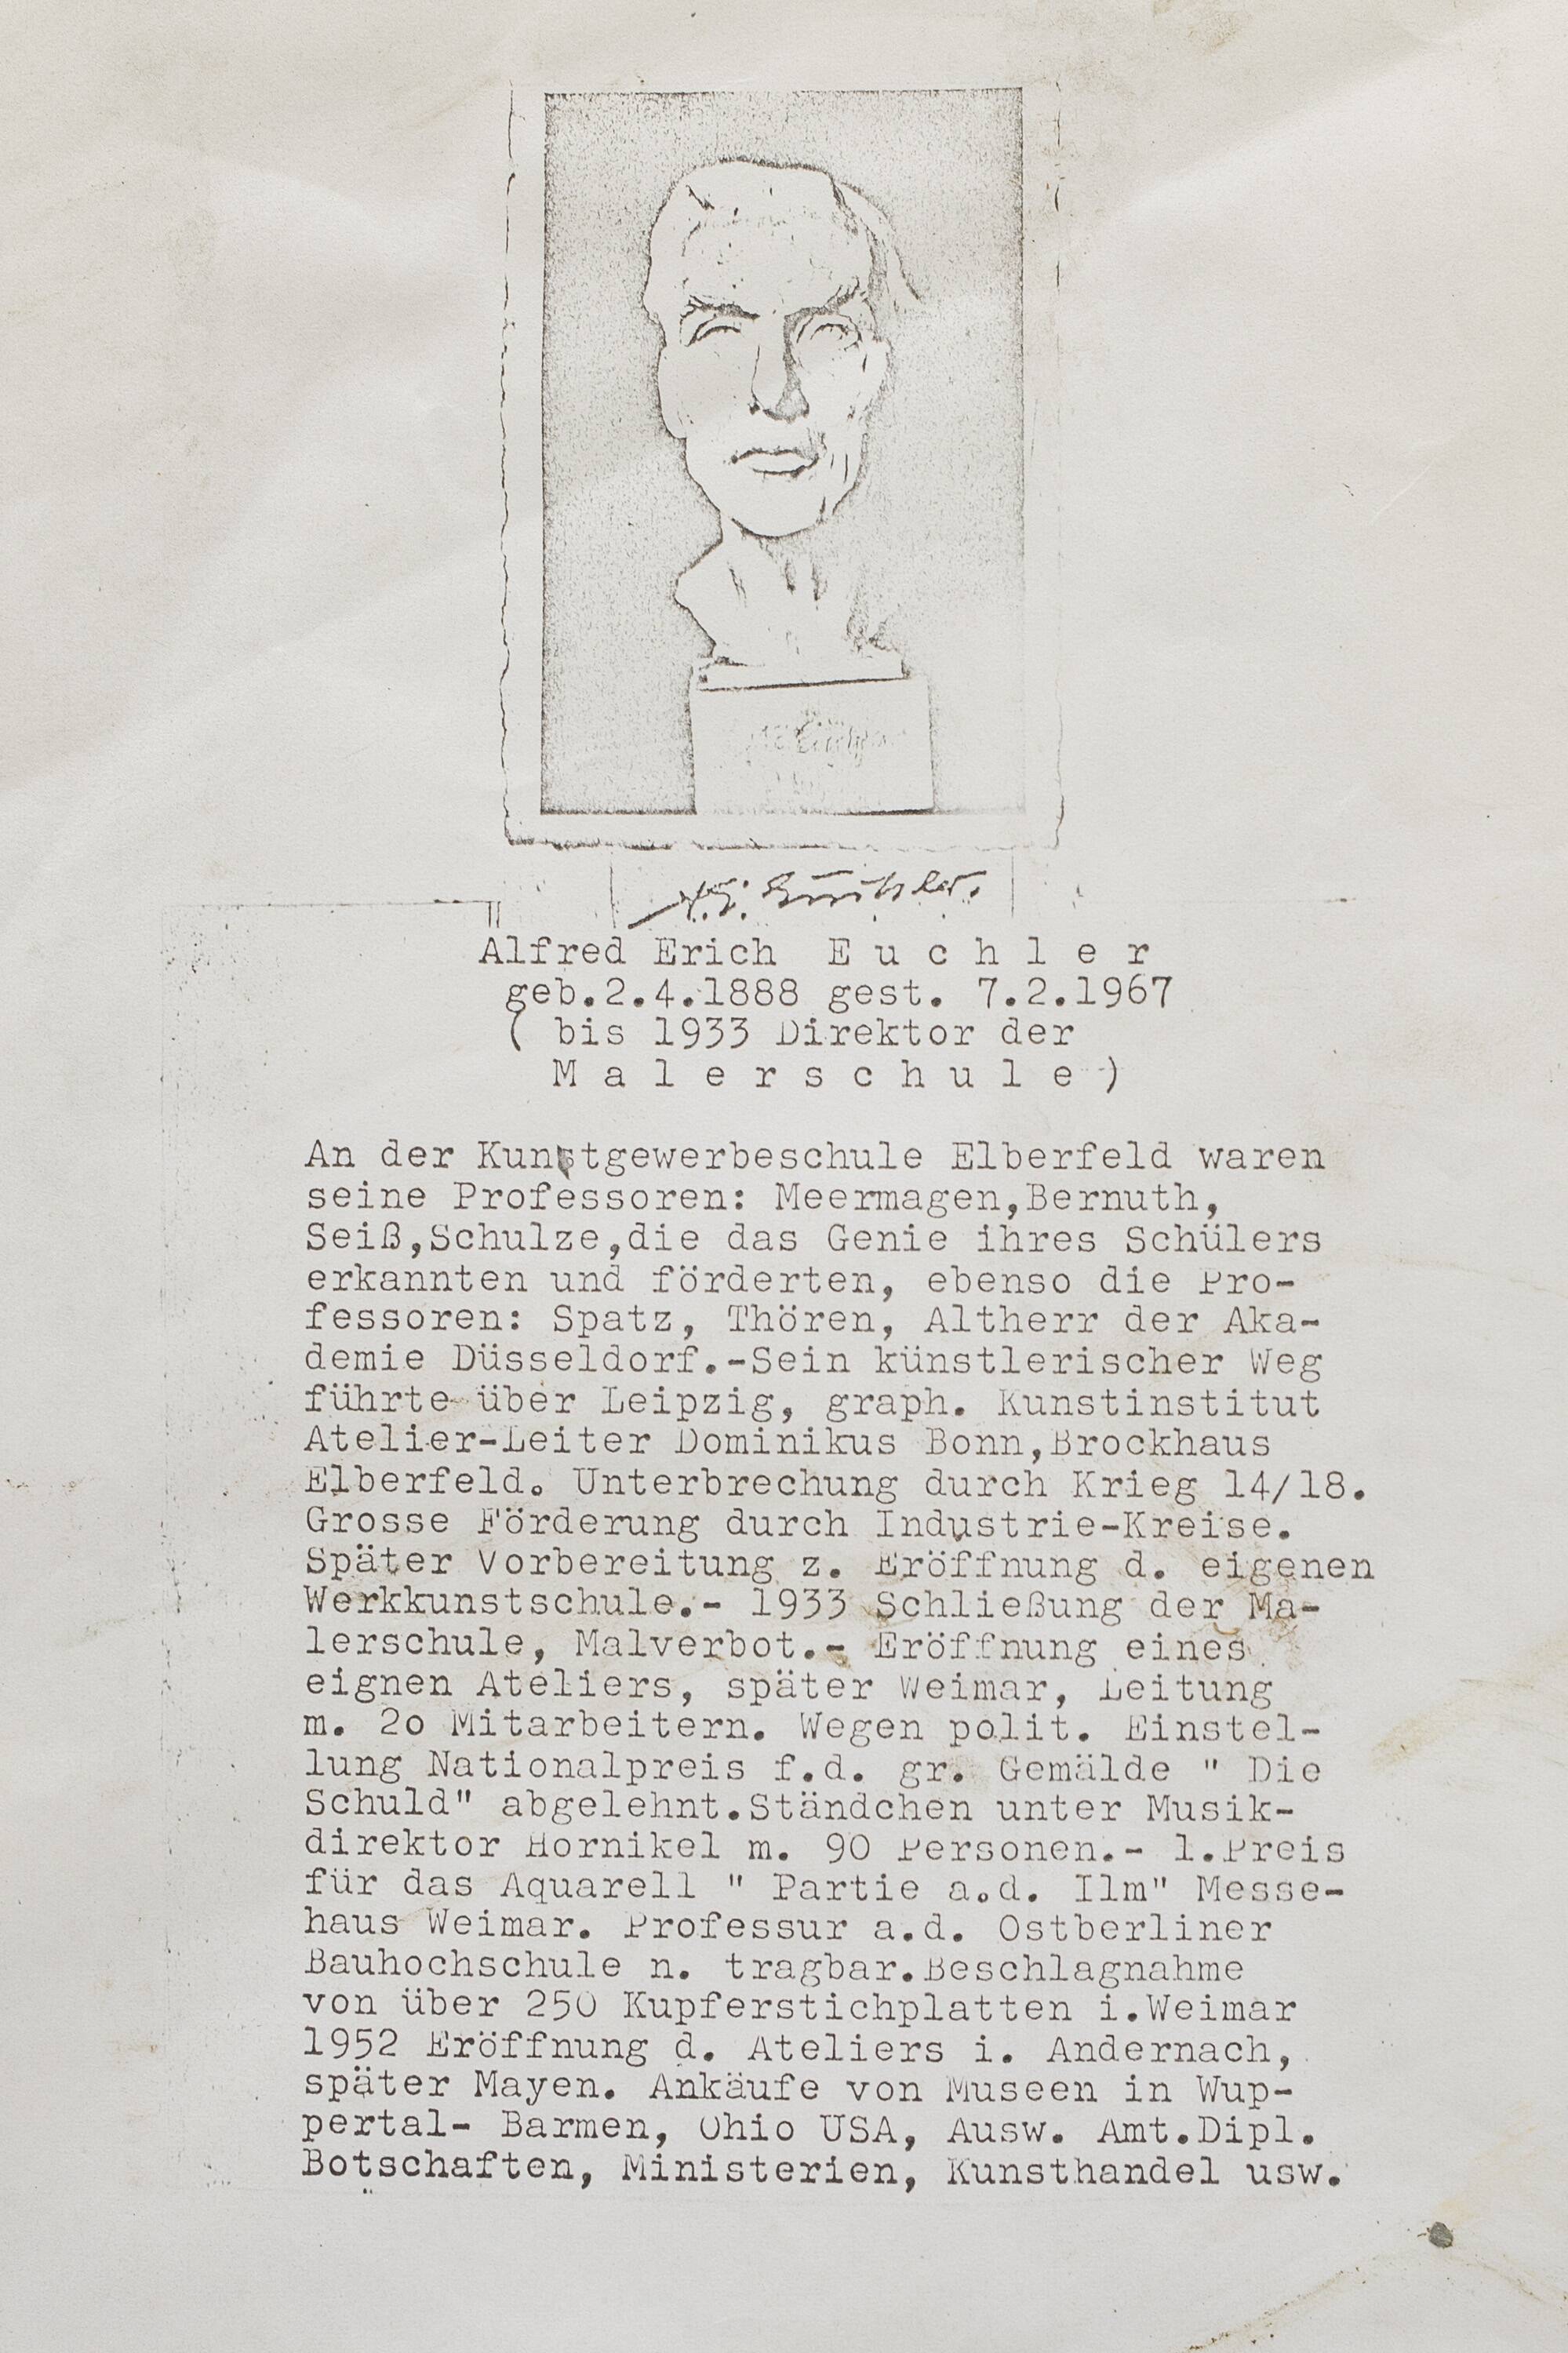 A.E. Euchler.
Alfred Erich E u c h l e r
geb.2.4.1888 gest. 7.2.1967
( bis 1933 Direktor der
M a l e r s c h u l e )
An der Kunstgewerbeschule Elberfeld waren
seine Professoren: Meermagen,Bernuth,
Seiß,Schulze,die das Genie ihres Schülers
erkannten und förderten, ebenso die Pro-
fessoren: Spatz, Thören, Altherr der Aka-
demie Düsseldorf.-Sein künstlerischer Weg
führte über Leipzig, graph. Kunstinstitut
Atelier-Leiter Dominikus Bonn,Brockhaus
Elberfeld. Unterbrechung durch Krieg 14/18.
Grosse Förderung durch Industrie-Kreise.
Später Vorbereitung z. Eröffnung d. eigenen
Werkkunstschule.- 1933 Schließung der Ma-
lerschule, Malverbot.- Eröffnung eines
eignen Ateliers, später Weimar, Leitung
m. 2o Mitarbeitern. Wegen polit. Einstel-
lung Nationalpreis f.d. gr. Gemälde " Die
Schuld" abgelehnt.Ständchen unter Musik-
direktor Hornikel m. 90 Personen.- 1.Preis
für das Aquarell " Partie a.d. Ilm" Messe-
haus Weimar. Professur a.d. Ostberliner
Bauhochschule n. tragbar.Beschlagnahme
von über 250 Kupferstichplatten i.Weimar
1952 Eröffnung d. Ateliers i. Andernach,
später Mayen. Ankäufe von Museen in Wup-
pertal- Barmen, Ohio USA, Ausw. Amt.Dipl.
Botschaften, Ministerien, Kunsthandel usw.